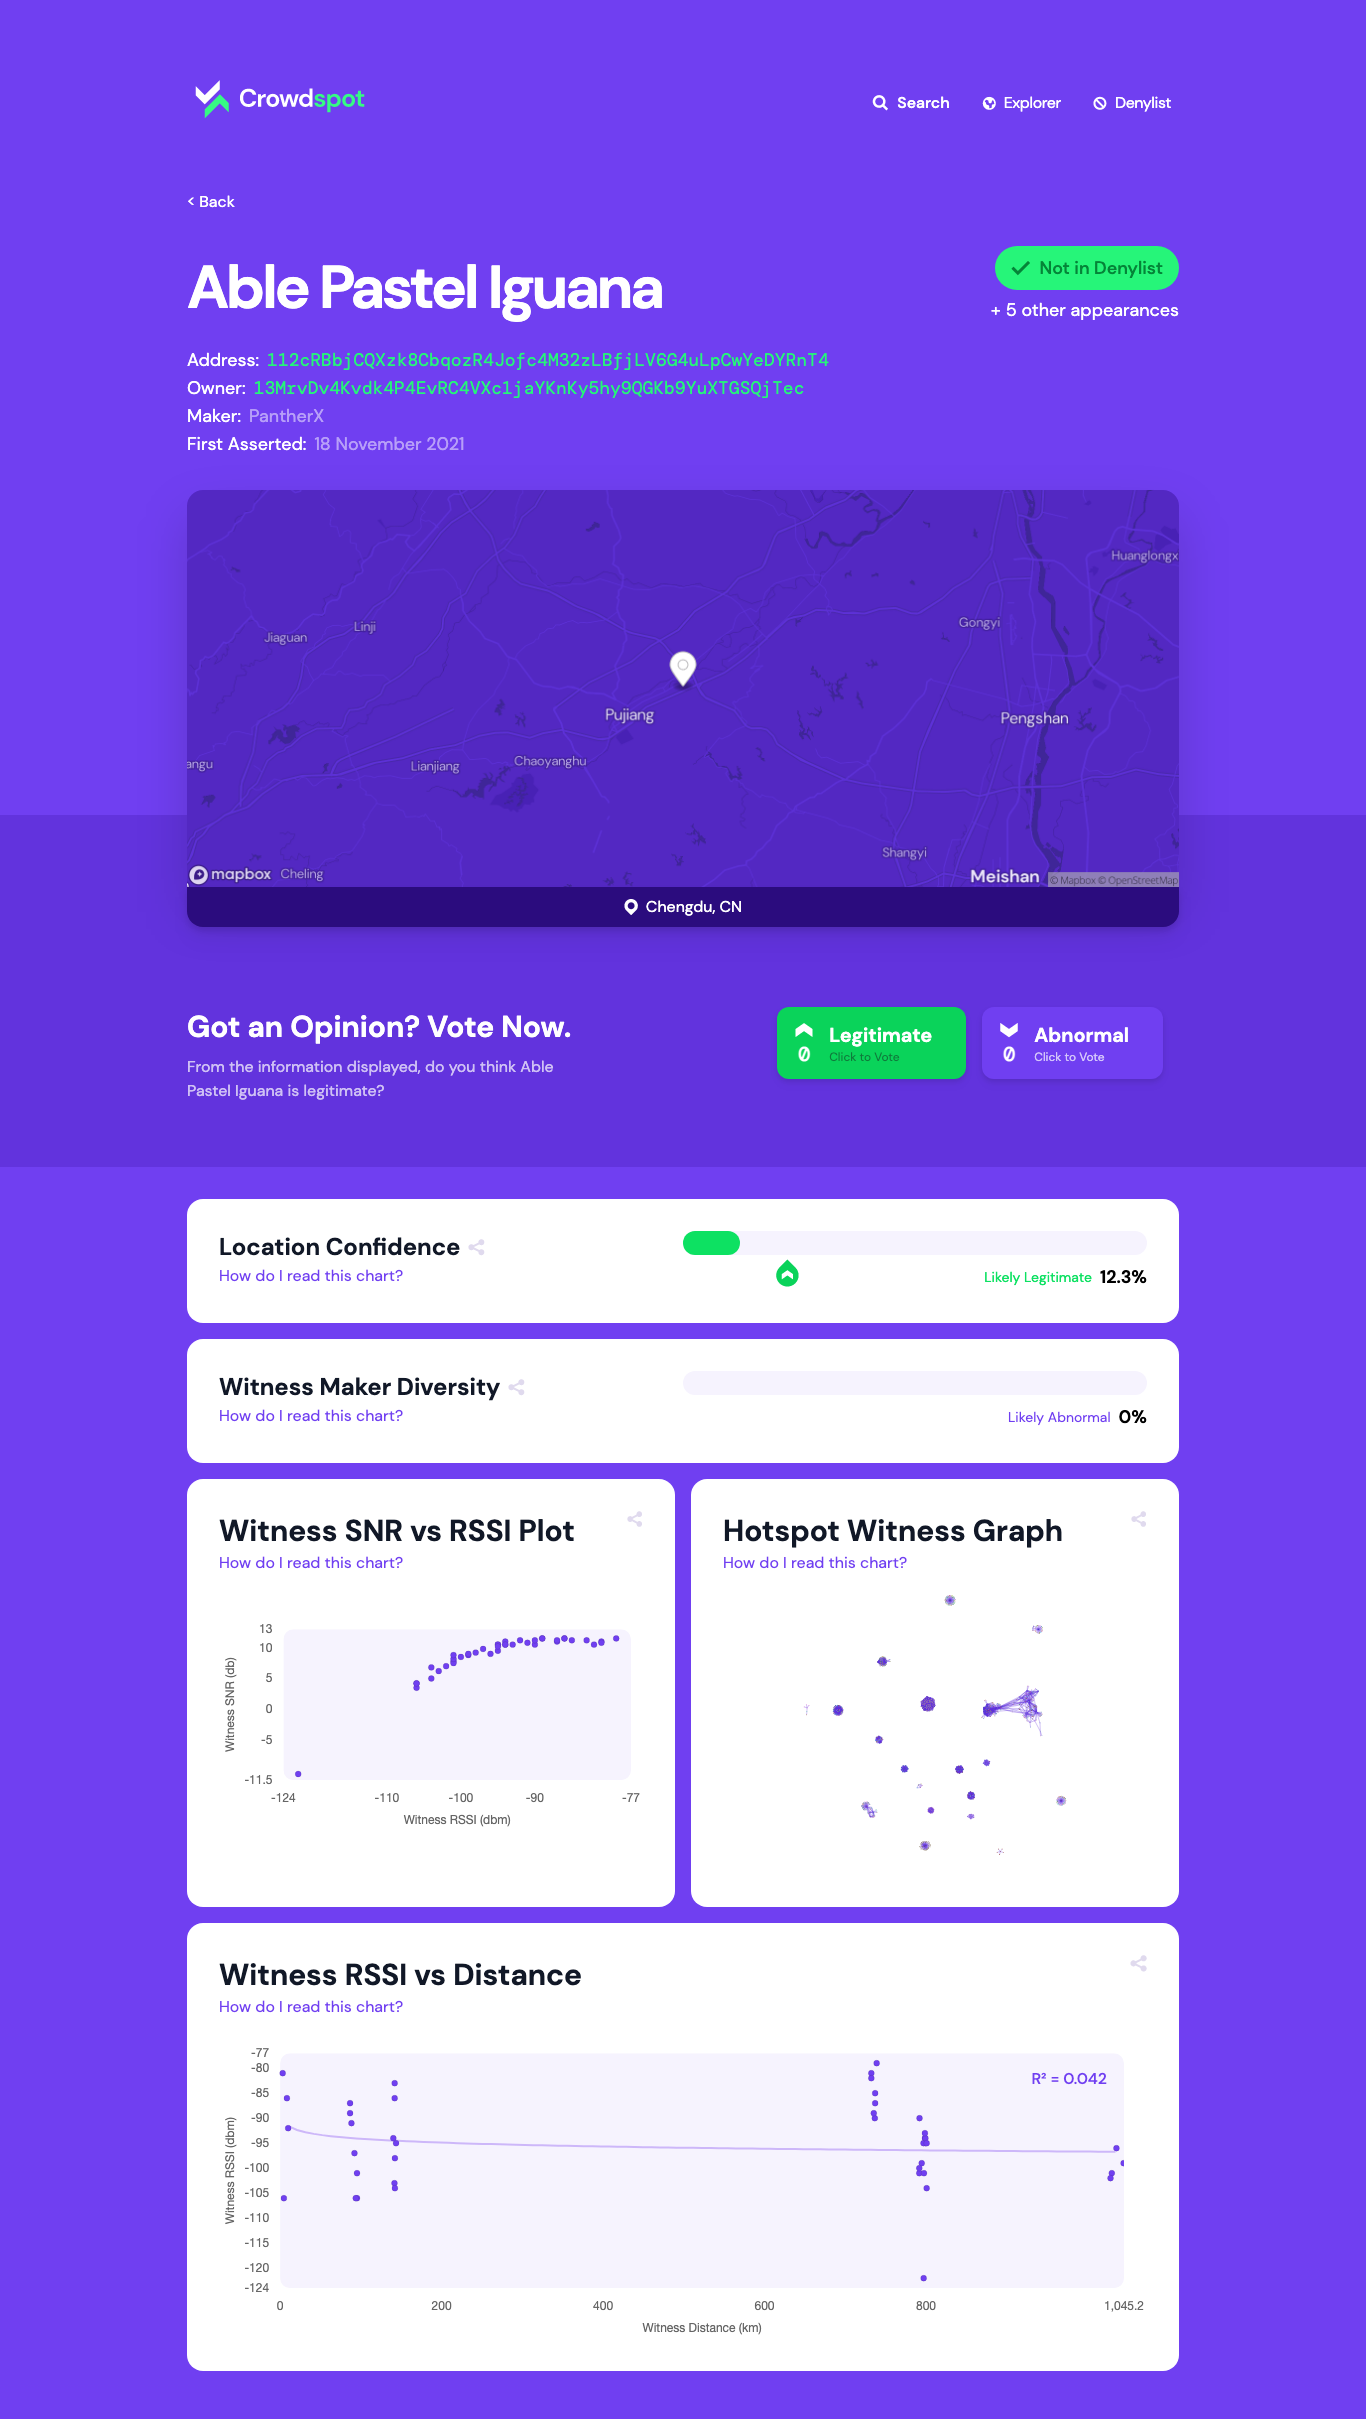 Crowdspot
Search
Explorer
Denylist
< Back
Able Pastel Iguana
Not in Denylist
+ 5 other appearances
Address: 112cRBbjCQXzk8CbqozR4Jofc4M32zLBfjLV6G4uLpCwYeDYRnT4
Owner: 13MrvDv4Kvdk4P4EvRC4VXc1jaYKnKy5hy9QGKb9YuXTGSQjTec
Maker: PantherX
First Asserted: 18 November 2021
Huanglongx
Gongyi
Linji
Jiaguan
Pujiang
Pengshan
angu
Lianjiang
Chaoyanghu
Shangyi
mapbox
Cheling
Meishan
© Mapbox © OpenStreetMap
Chengdu, CN
Got an Opinion? Vote Now.
From the information displayed, do you think Able
Pastel Iguana is legitimate?
Legitimate
0
Click to Vote
Abnormal
0
Click to Vote
Location Confidence
How do I read this chart?
Likely Legitimate 12.3%
Witness Maker Diversity
How do I read this chart?
Likely Abnormal 0%
Witness SNR vs RSSI Plot
How do I read this chart?
13
10
5
0
-5
-11.5
Witness SNR (db)
-124
-110
-100
-90
-77
Witness RSSI (dbm)
Hotspot Witness Graph
How do I read this chart?
Witness RSSI vs Distance
How do I read this chart?
-77
-80
-85
-90
-95
-100
-105
-110
-115
-120
-124
Witness RSSI (dbm)
R² = 0.042
0
200
400
600
800
1,045.2
Witness Distance (km)